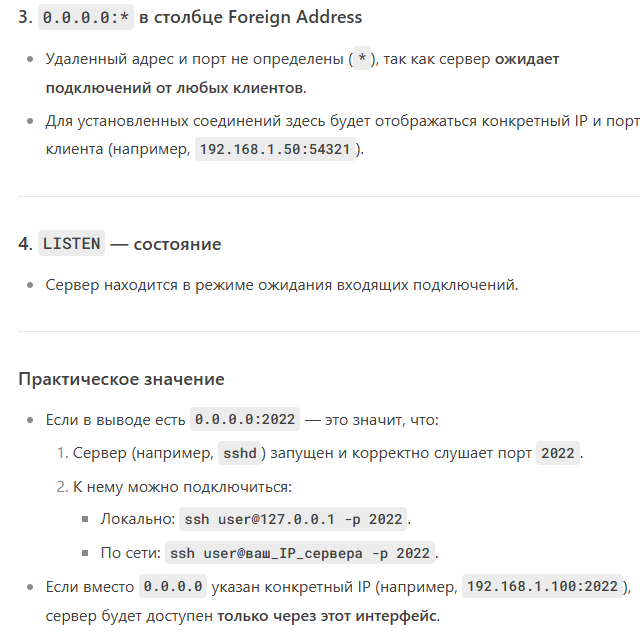 3. 0.0.0.0:* в столбце Foreign Address
• Удаленный адрес и порт не определены (*), так как сервер ожидает
подключений от любых клиентов.
• Для установленных соединений здесь будет отображаться конкретный IP и порт
клиента (например, 192.168.1.50:54321).
4. LISTEN — состояние
• Сервер находится в режиме ожидания входящих подключений.
Практическое значение
• Если в выводе есть 0.0.0.0:2022 — это значит, что:
1. Сервер (например, sshd) запущен и корректно слушает порт 2022.
2. К нему можно подключиться:
▪ Локально: ssh user@127.0.0.1 -p 2022.
▪ По сети: ssh user@ваш_IP_сервера -p 2022.
• Если вместо 0.0.0.0 указан конкретный IP (например, 192.168.1.100:2022),
сервер будет доступен только через этот интерфейс.